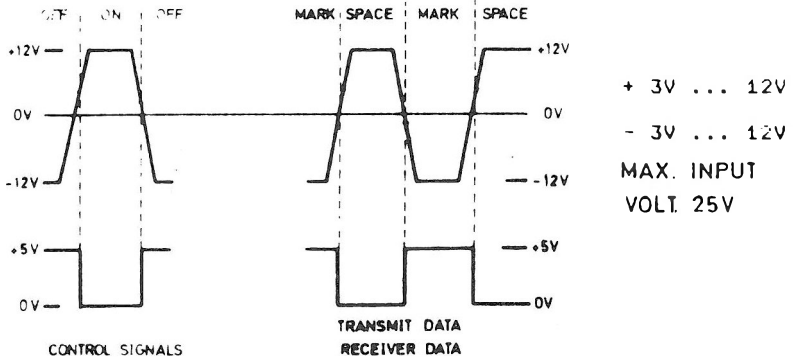 OFF ON OFF
MARK SPACE MARK SPACE
+12V
0V
-12V
+5V
0V
+12V
0V
-12V
+5V
0V
CONTROL SIGNALS
TRANSMIT DATA
RECEIVER DATA
+ 3V ... 12V
- 3V ... 12V
MAX. INPUT
VOLT. 25V